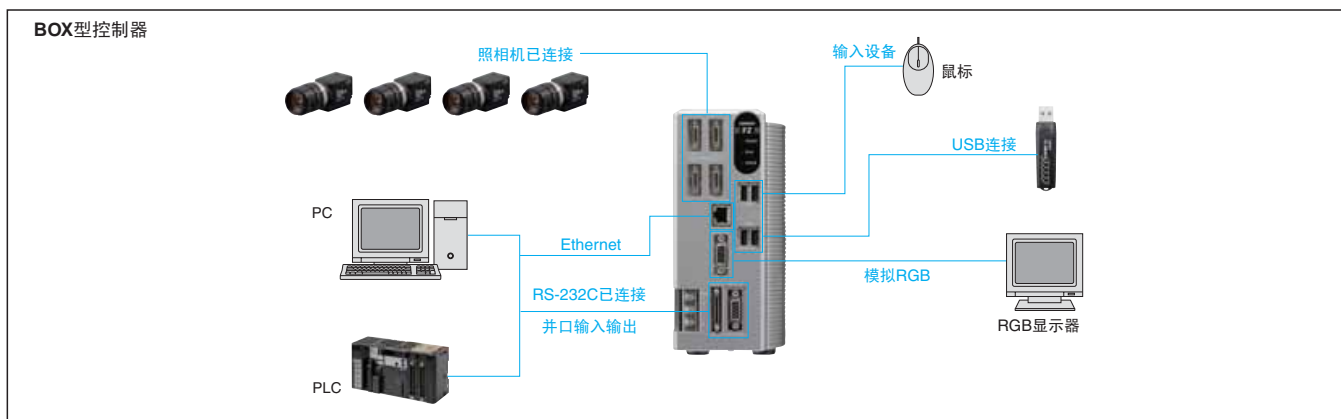 BOX型控制器
照相机已连接
输入设备
鼠标
FZ
USB连接
PC
Ethernet
模拟RGB
RS-232C已连接
并口输入输出
RGB显示器
PLC